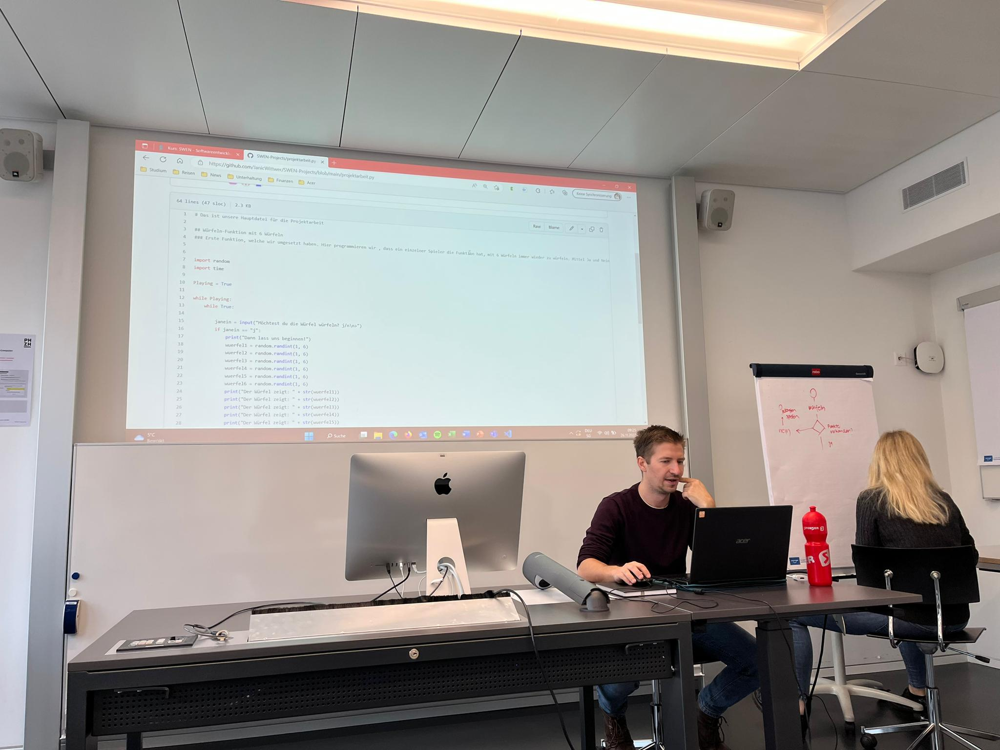 Kurs: SWEN - Softwareentwickl
SWEN-Projects/projektarbeit.py
https://github.com/JanicWittwer/SWEN-Projects/blob/main/projektarbeit.py
Studium Reisen News Unterhaltung Finanzen Acer
Keine Synchronisierung
64 lines (47 sloc) 2.3 KB
Raw Blame
1 # Das ist unsere Hauptdatei für die Projektarbeit
2
3 ## Würfeln-Funktion mit 6 Würfeln
4 ### Erste Funktion, welche wir umgesetzt haben. Hier programmieren wir , dass ein einzelner Spieler die Funktion hat, mit 6 Würfeln immer wieder zu würfeln. Mittel Ja und Nein
5
6
7 import random
8 import time
9
10 Playing = True
11
12 while Playing:
13 while True:
14
15 janein = input("Möchtest du die Würfel würfeln? j/n\n>")
16 if janein == "j":
17 print("Dann lass uns beginnen!")
18 wuerfel1 = random.randint(1, 6)
19 wuerfel2 = random.randint(1, 6)
20 wuerfel3 = random.randint(1, 6)
21 wuerfel4 = random.randint(1, 6)
22 wuerfel5 = random.randint(1, 6)
23 wuerfel6 = random.randint(1, 6)
24 print("Der Würfel zeigt: " + str(wuerfel1))
25 print("Der Würfel zeigt: " + str(wuerfel2))
26 print("Der Würfel zeigt: " + str(wuerfel3))
27 print("Der Würfel zeigt: " + str(wuerfel4))
28 print("Der Würfel zeigt: " + str(wuerfel5))
5°C
Bewölkt
Suche
DEU
SG
09:25
PH
ZH
nobo
würfeln
spielen
nein
Punkte
vorhanden?
ja
acer
SPONSER